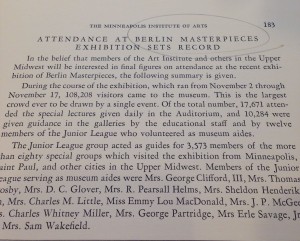 THE MINNEAPOLIS INSTITUTE OF ARTS 183
ATTENDANCE AT BERLIN MASTERPIECES
EXHIBITION SETS RECORD
In the belief that members of the Art Institute and others in the Upper
Midwest will be interested in final figures on attendance at the recent exhi-
bition of Berlin Masterpieces, the following summary is given.
During the course of the exhibition, which ran from November 2 through
November 17, 108,208 visitors came to the museum. This is the largest
crowd ever to be drawn by a single event. Of the total number, 17,671 atten-
ded the special lectures given daily in the Auditorium, and 10,284 were
given guidance in the galleries by the educational staff and by twelve
members of the Junior League who volunteered as museum aides.
The Junior League group acted as guides for 3,573 members of the more
than eighty special groups which visited the exhibition from Minneapolis,
Saint Paul, and other cities in the Upper Midwest. Members of the Junior
League serving as museum aides were Mrs. George Clifford, III, Mrs. Thomas
osby, Mrs. D. C. Glover, Mrs. R. Pearsall Helms, Mrs. Sheldon Henderik
n, Mrs. Charles M. Little, Miss Emmy Lou MacDonald, Mrs. J. P. McGe
s. Charles Whitney Miller, Mrs. George Partridge, Mrs. Erle Savage, Jr
Mrs. Sam Wakefield.